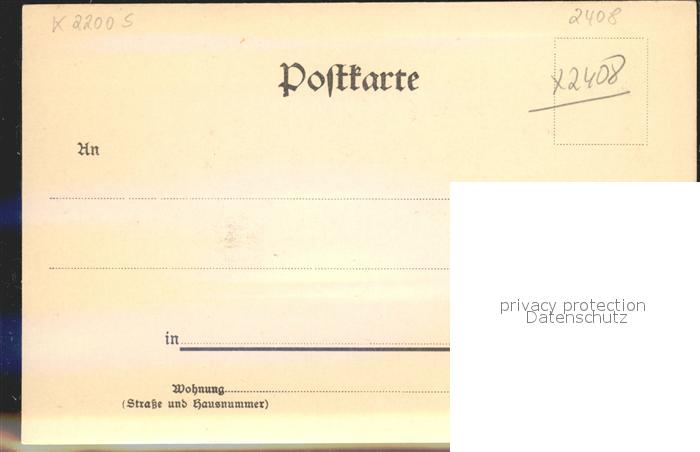 K 2200 S
2408
Postkarte
x2408
An
privacy protection
Datenschutz
in
Wohnung
(Straße und Hausnummer)